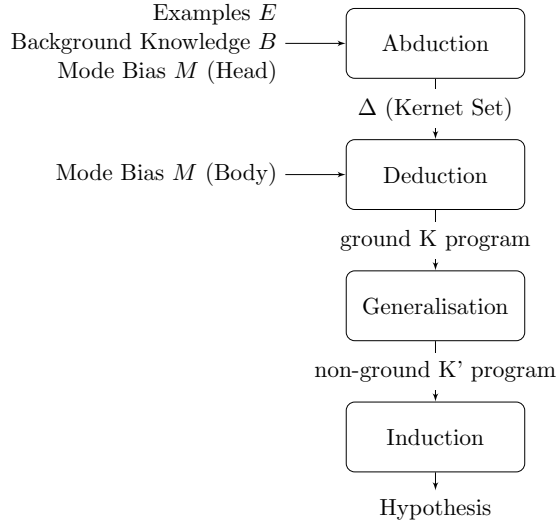 Examples E
Background Knowledge B
Mode Bias M (Head)
Abduction
Δ (Kernet Set)
Mode Bias M (Body)
Deduction
ground K program
Generalisation
non-ground K' program
Induction
Hypothesis